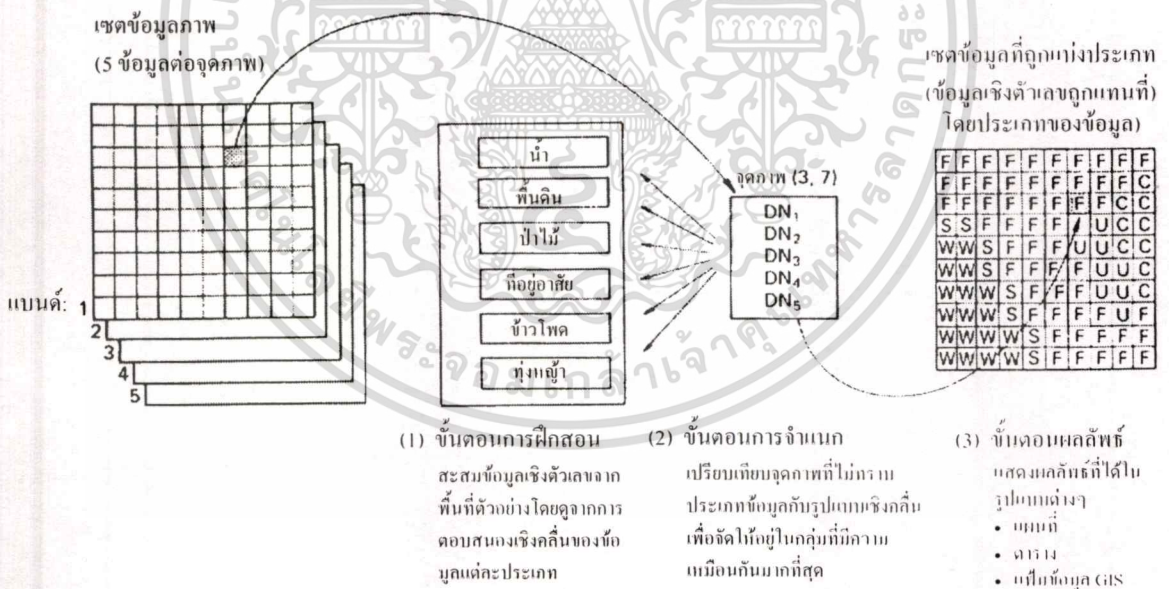 เซตข้อมูลภาพ
(5 ข้อมูลต่อจุดภาพ)
แบนด์: 1
2
3
4
5
น้ำ
พื้นดิน
ป่าไม้
ที่อยู่อาศัย
ข้าวโพด
ทุ่งหญ้า
จุดภาพ (3, 7)
DN1
DN2
DN3
DN4
DN5
เซตข้อมูลที่ถูกแบ่งประเภท
(ข้อมูลเชิงตัวเลขถูกแทนที่)
โดยประเภทของข้อมูล)
F F F F F F F F F F
F F F F F F F F F C
F F F F F F F F C C
S S F F F F F U C C
W W S F F F U U C C
W W S F F F F U U C
W W W S F F F U U C
W W W S F F F F U F
W W W W S F F F F F
W W W W S F F F F F
(1) ขั้นตอนการฝึกสอน
สะสมข้อมูลเชิงตัวเลขจาก
พื้นที่ตัวอย่างโดยดูจากการ
ตอบสนองเชิงคลื่นของข้อ
มูลแต่ละประเภท
(2) ขั้นตอนการจำแนก
เปรียบเทียบจุดภาพที่ไม่ทราบ
ประเภทข้อมูลกับรูปแบบเชิงคลื่น
เพื่อจัดให้อยู่ในกลุ่มที่มีความ
เหมือนกันมากที่สุด
(3) ขั้นตอนผลลัพธ์
แสดงผลลัพธ์ที่ได้ใน
รูปแบบต่างๆ
• แผนที่
• ตาราง
• แฟ้มข้อมูล GIS